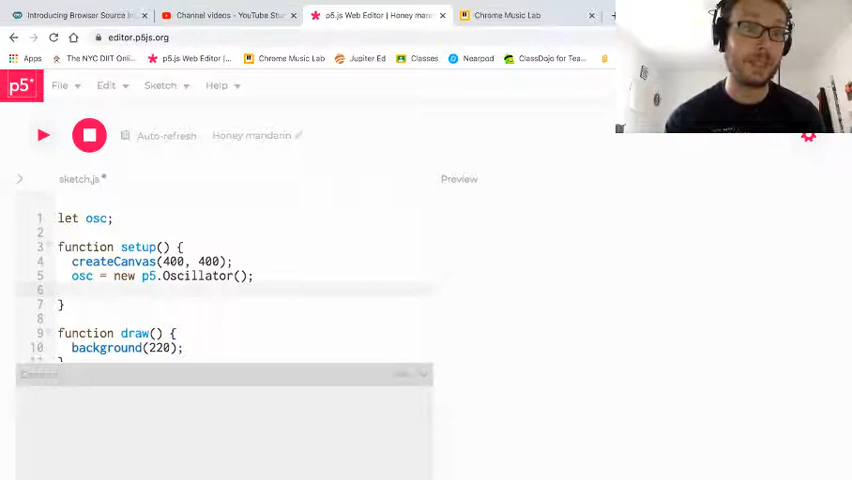 Introducing Browser Source In
Channel videos - YouTube Stu
p5.js Web Editor | Honey man
Chrome Music Lab
editor.p5js.org
Apps
The NYC DIIT Onli...
p5.js Web Editor |...
Chrome Music Lab
Jupiter Ed
Classes
Nearpod
ClassDojo for Tea...
p5*
File
Edit
Sketch
Help
Auto-refresh
Honey mandarin
sketch.js
Preview
1 let osc;
2
3 function setup() {
4 createCanvas(400, 400);
5 osc = new p5.Oscillator();
6
7 }
8
9 function draw() {
10 background(220);
11 }